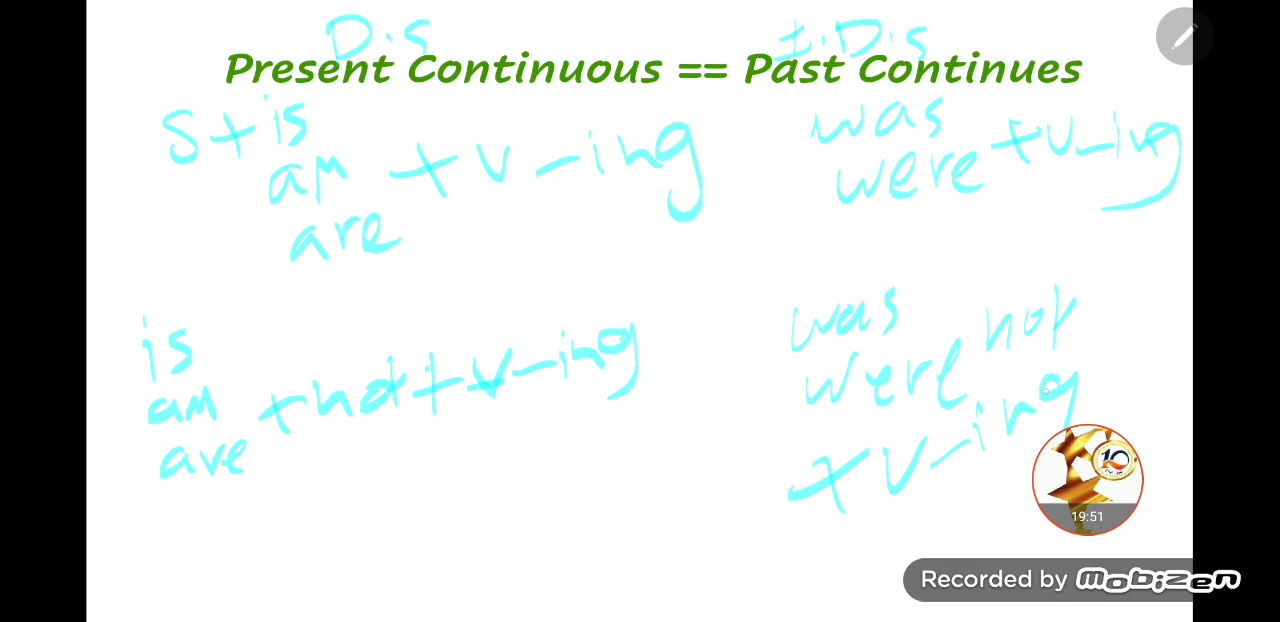 D.S I.D.S
Present Continuous == Past Continues
S + is was
am + v-ing were + v-ing
are
is was
am + not + v-ing were not
are + v-ing
10
19:51
Recorded by Mobizen